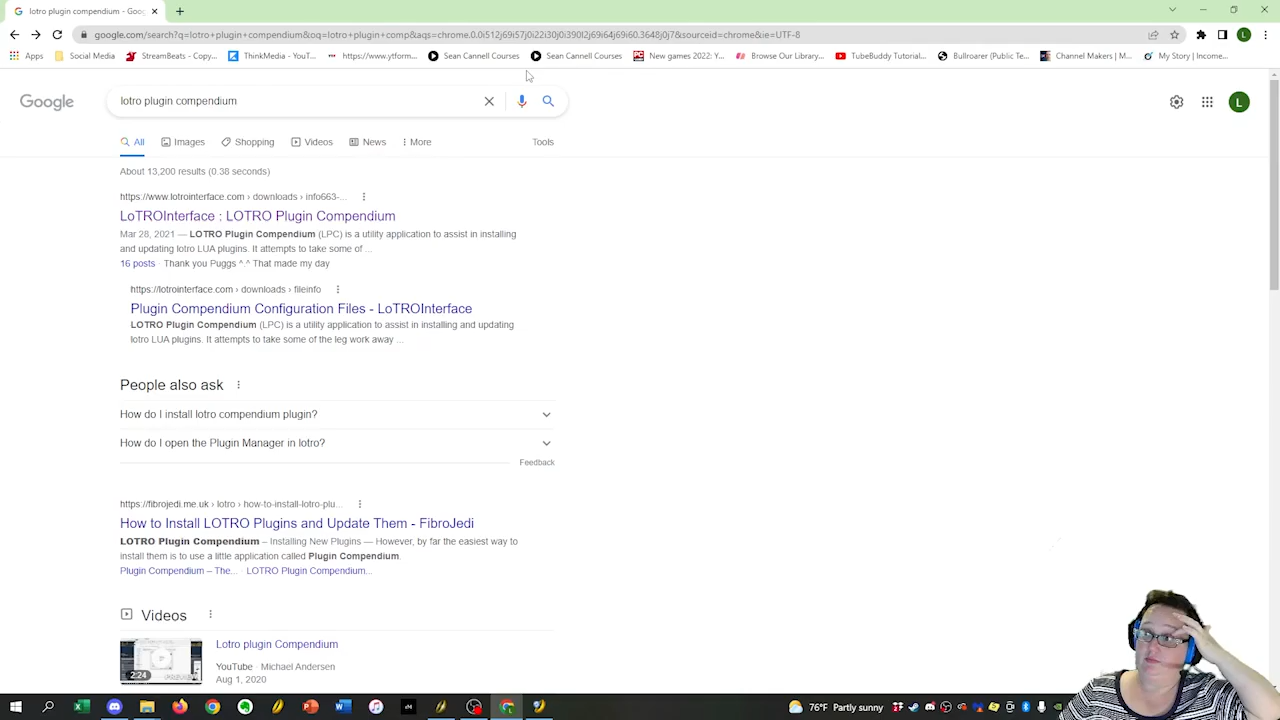 lotro plugin compendium - Goo
google.com/search?q=lotro+plugin+compendium&oq=lotro+plugin+comp&aqs=chrome.0.0i512j69i57j0i22i30j0i390l2j69i64j69i60.3648j0j7&sourceid=chrome&ie=UTF-8
L
Apps Social Media StreamBeats - Copy... ThinkMedia - YouT... https://www.ytform... Sean Cannell Courses Sean Cannell Courses New games 2022: Y... Browse Our Library... TubeBuddy Tutorial... Bullroarer (Public Te... Channel Makers | M... My Story | Income...
Google lotro plugin compendium L
All Images Shopping Videos News More Tools
About 13,200 results (0.38 seconds)
https://www.lotrointerface.com › downloads › info663-...
LoTROInterface : LOTRO Plugin Compendium
Mar 28, 2021 — LOTRO Plugin Compendium (LPC) is a utility application to assist in installing
and updating lotro LUA plugins. It attempts to take some of ...
16 posts · Thank you Puggs ^.^ That made my day
https://lotrointerface.com › downloads › fileinfo
Plugin Compendium Configuration Files - LoTROInterface
LOTRO Plugin Compendium (LPC) is a utility application to assist in installing and updating
lotro LUA plugins. It attempts to take some of the leg work away ...
People also ask
How do I install lotro compendium plugin?
How do I open the Plugin Manager in lotro?
Feedback
https://fibrojedi.me.uk › lotro › how-to-install-lotro-plu...
How to Install LOTRO Plugins and Update Them - FibroJedi
LOTRO Plugin Compendium – Installing New Plugins — However, by far the easiest way to
install them is to use a little application called Plugin Compendium.
Plugin Compendium – The... · LOTRO Plugin Compendium...
Videos
Lotro plugin Compendium
2:24
PREVIEW
YouTube · Michael Andersen
Aug 1, 2020
76°F Partly sunny